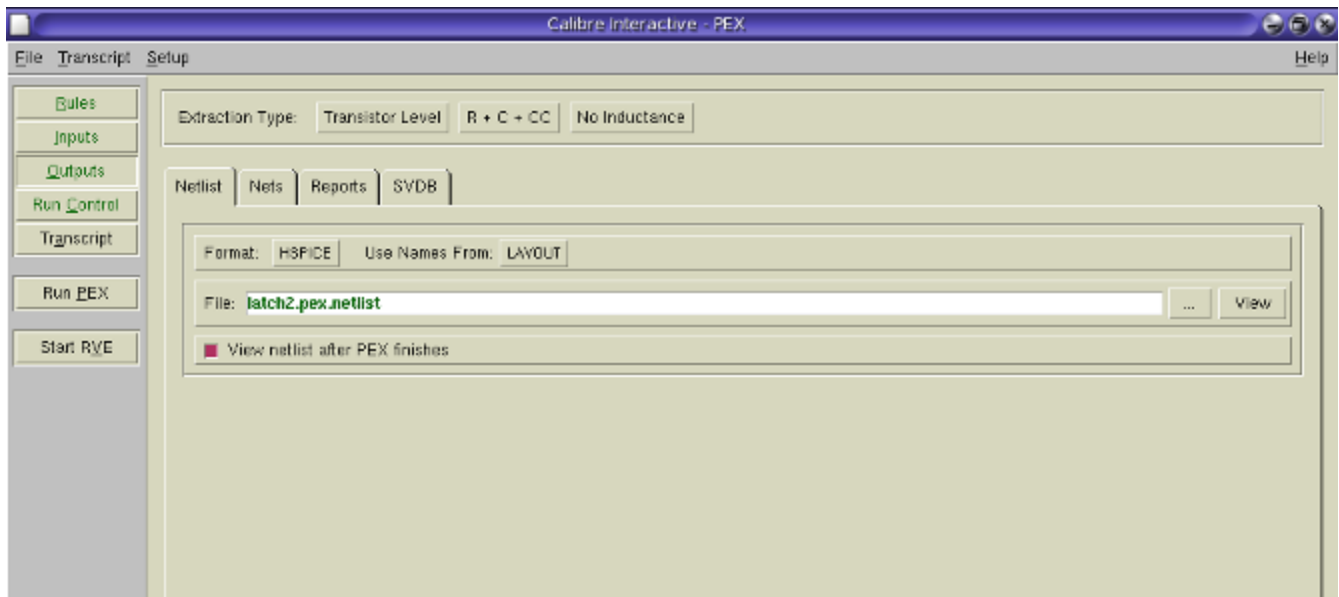 Calibre Interactive - PEX
File Transcript Setup Help
Rules
Inputs
Outputs
Run Control
Transcript
Run PEX
Start RVE
Extraction Type: Transistor Level R + C + CC No Inductance
Netlist Nets Reports SVDB
Format: HSPICE Use Names From: LAYOUT
File: latch2.pex.netlist ... View
View netlist after PEX finishes